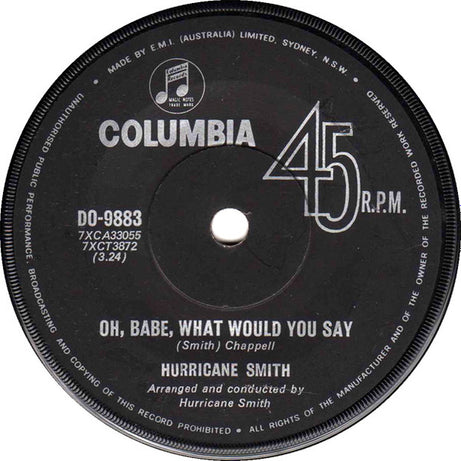 MADE BY E.M.I. (AUSTRALIA) LIMITED, SYDNEY, N.S.W.
Columbia
Records
MAGIC NOTES
TRADE MARK
COLUMBIA
45 R.P.M.
DO-9883
7XCA33055
7XCT3872
(3.24)
OH, BABE, WHAT WOULD YOU SAY
(Smith) Chappell
HURRICANE SMITH
Arranged and conducted by
Hurricane Smith
UNAUTHORISED PUBLIC PERFORMANCE, BROADCASTING AND COPYING OF THIS RECORD PROHIBITED • ALL RIGHTS OF THE MANUFACTURER AND OF THE OWNER OF THE RECORDED WORK RESERVED